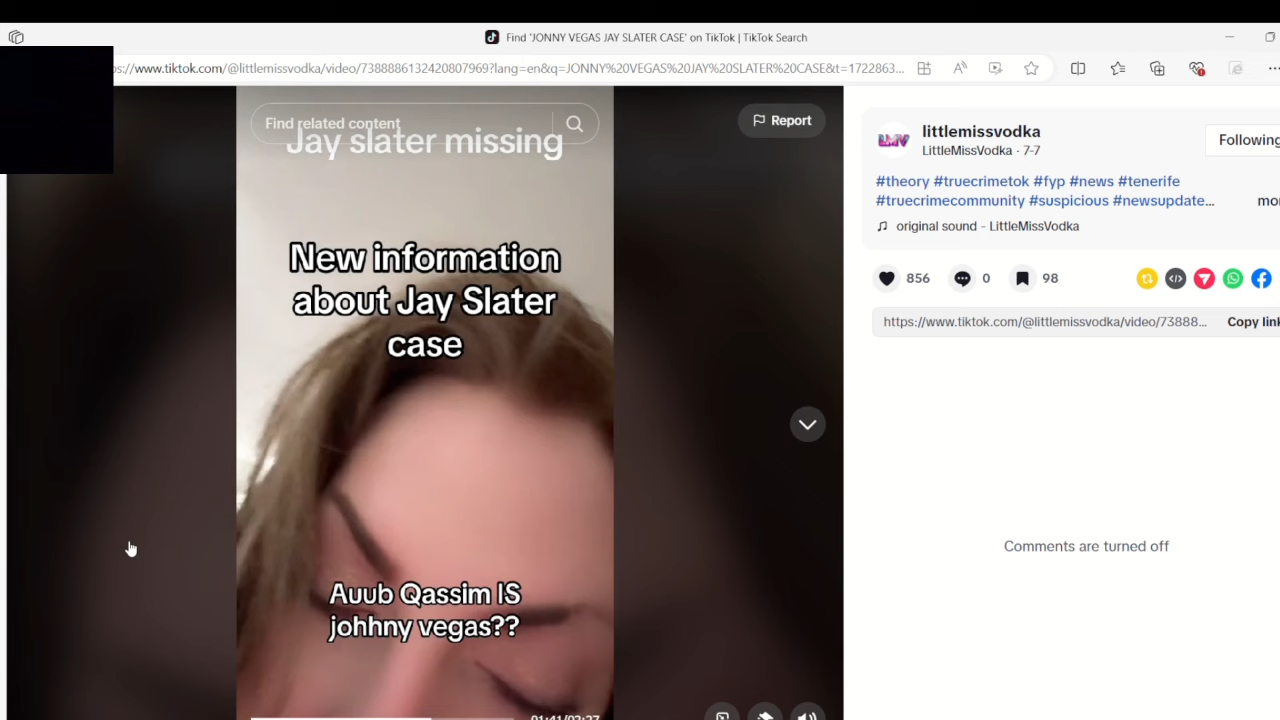 Find 'JONNY VEGAS JAY SLATER CASE' on TikTok | TikTok Search
ps://www.tiktok.com/@littlemissvodka/video/7388886132420807969?lang=en&q=JONNY%20VEGAS%20JAY%20SLATER%20CASE&t=1722863...
Find related content
Report
Jay slater missing
New information
about Jay Slater
case
Auub Qassim IS
johhny vegas??
01:41/02:27
littlemissvodka
LittleMissVodka · 7-7
Following
#theory #truecrimetok #fyp #news #tenerife
#truecrimecommunity #suspicious #newsupdate...
mo
original sound - LittleMissVodka
856
0
98
https://www.tiktok.com/@littlemissvodka/video/73888...
Copy link
Comments are turned off